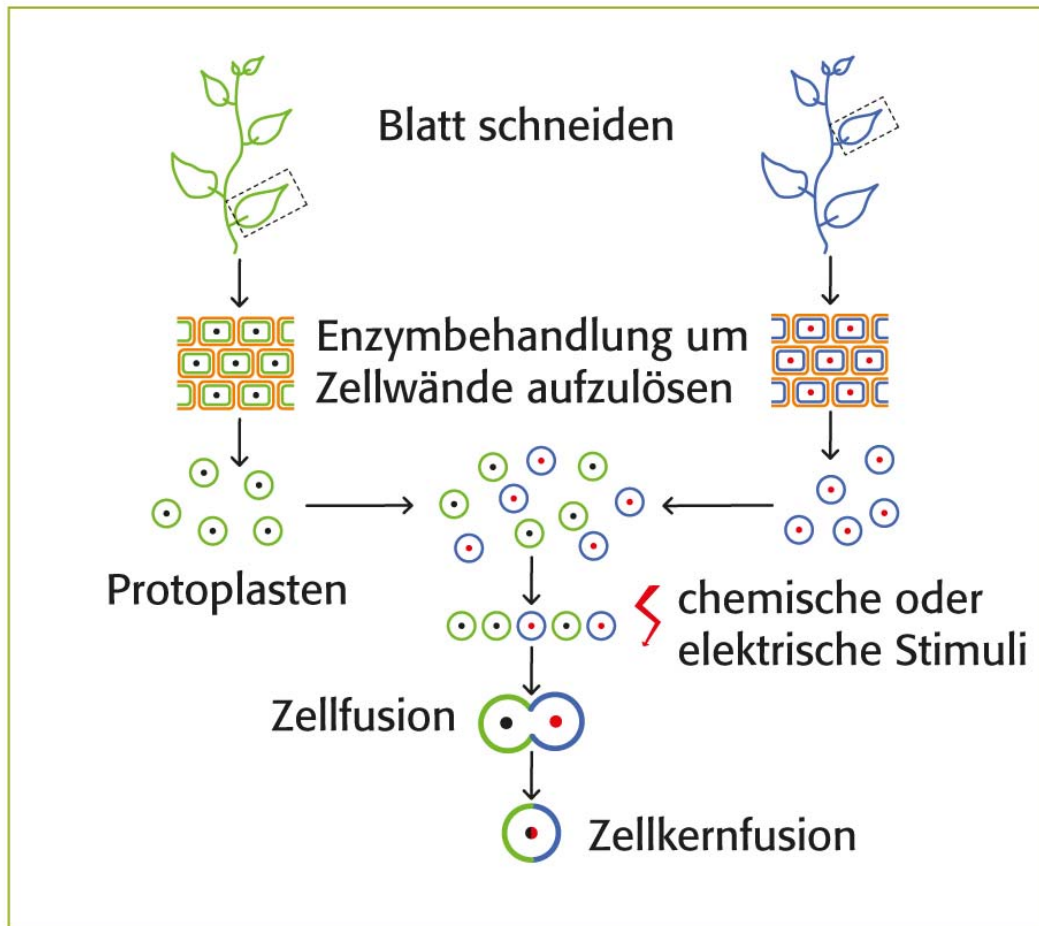 Blatt schneiden
Enzymbehandlung um
Zellwände aufzulösen
Protoplasten
chemische oder
elektrische Stimuli
Zellfusion
Zellkernfusion